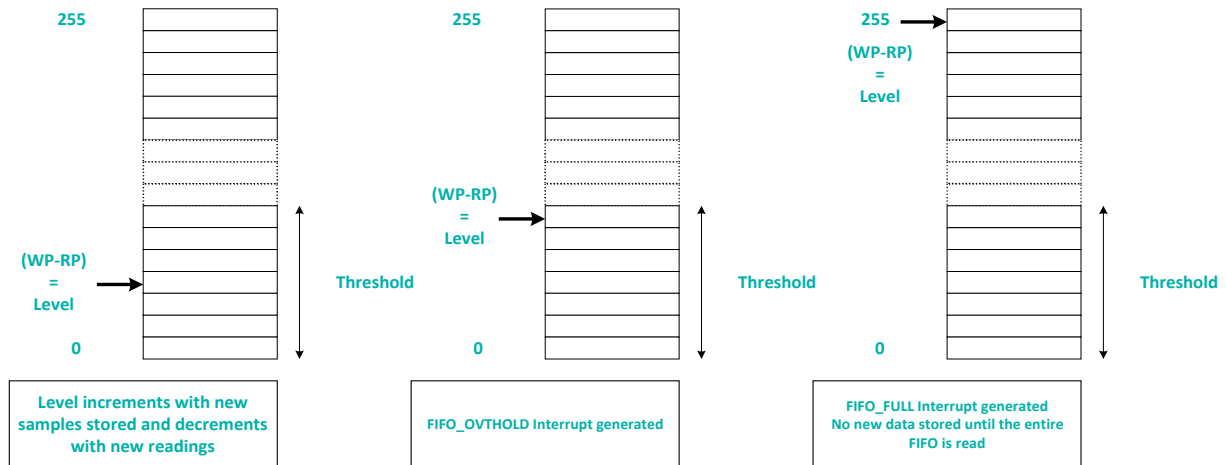 255
(WP-RP)
=
Level
0
Threshold
Level increments with new
samples stored and decrements
with new readings
255
(WP-RP)
=
Level
0
Threshold
FIFO_OVTHOLD Interrupt generated
255
(WP-RP)
=
Level
0
Threshold
FIFO_FULL Interrupt generated
No new data stored until the entire
FIFO is read